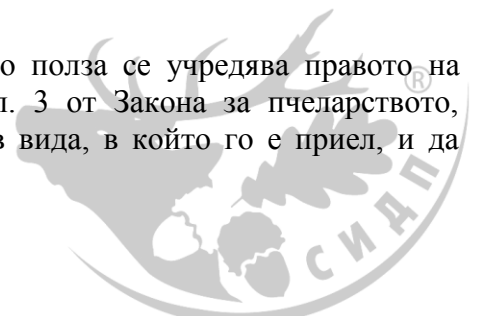 о полза се учредява правото на
л. 3 от Закона за пчеларството,
в вида, в който го е приел, и да
®
СИДП